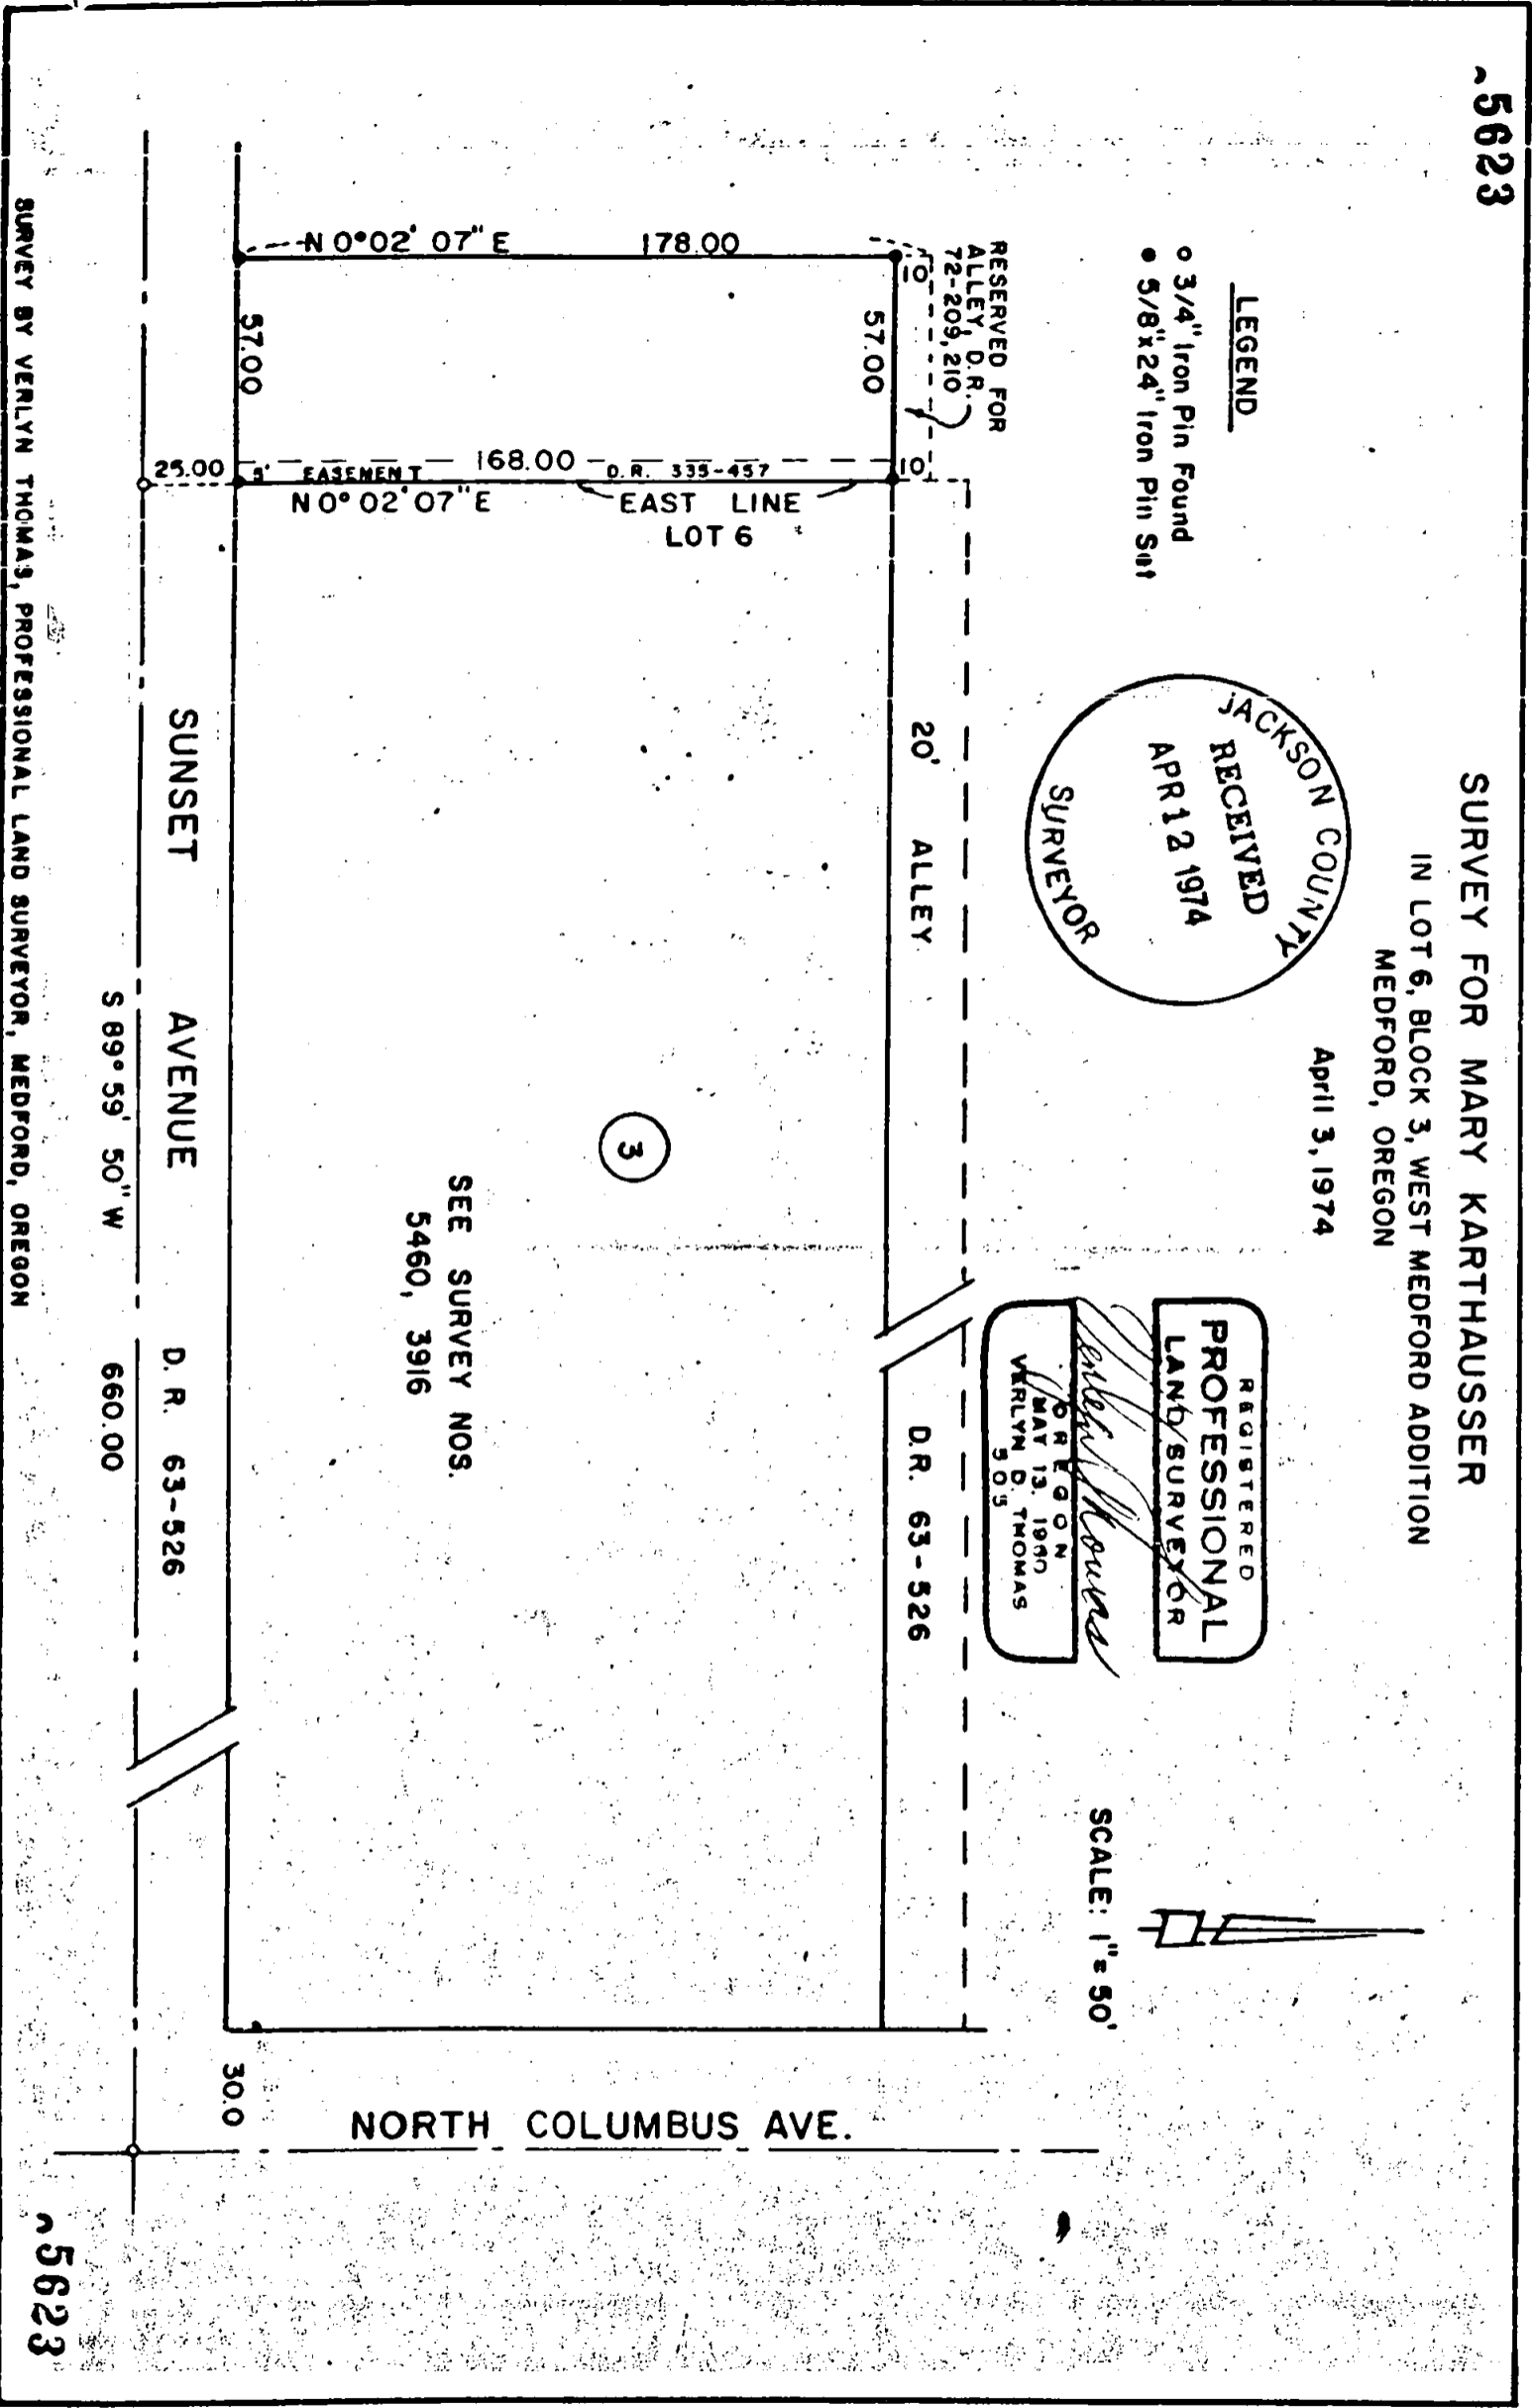 5623
SURVEY FOR MARY KARTHAUSSER
IN LOT 6, BLOCK 3, WEST MEDFORD ADDITION
MEDFORD, OREGON
April 3, 1974
LEGEND
3/4" Iron Pin Found
5/8"x24" Iron Pin Set
JACKSON COUNTY
RECEIVED
APR 12 1974
SURVEYOR
REGISTERED
PROFESSIONAL
LAND SURVEYOR
Verlyn Thomas
OREGON
MAY 13, 1960
VERLYN D. THOMAS
505
SCALE: 1" = 50'
RESERVED FOR
ALLEY, D.R.
72-209, 210
10'
10'
57.00
20' ALLEY D.R. 63-526
N 0°02'07" E 178.00
5' EASEMENT 168.00 D.R. 335-457
N 0°02'07" E
EAST LINE
LOT 6
3
SEE SURVEY NOS.
5460, 3916
57.00
25.00
30.0
NORTH COLUMBUS AVE.
SUNSET AVENUE D.R. 63-526
S 89° 59' 50" W 660.00
SURVEY BY VERLYN THOMAS, PROFESSIONAL LAND SURVEYOR, MEDFORD, OREGON
5623